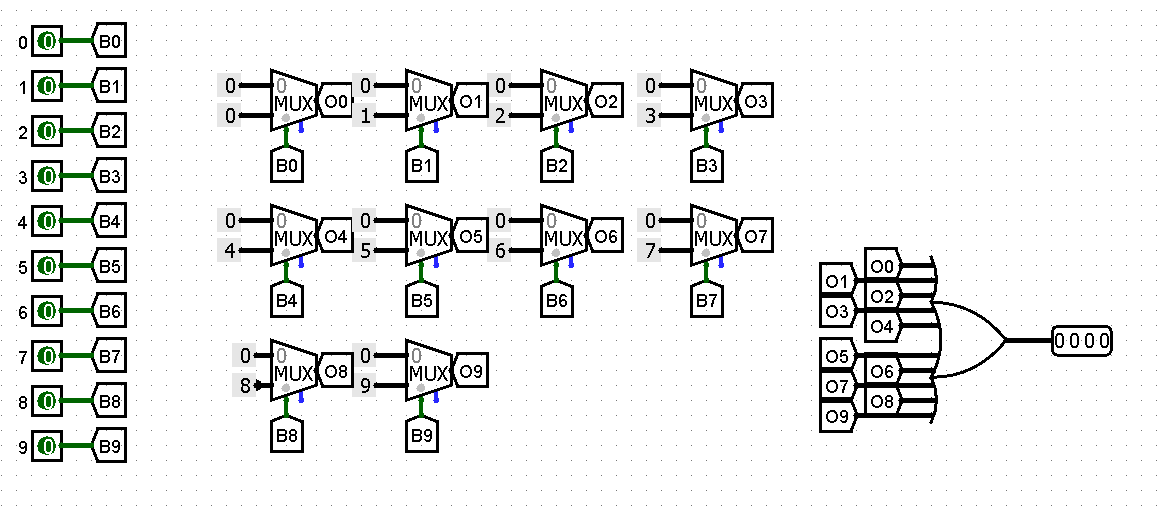 0 0 B0
1 0 B1
2 0 B2
3 0 B3
4 0 B4
5 0 B5
6 0 B6
7 0 B7
8 0 B8
9 0 B9
0 0 MUX O0 0 0 MUX O1 0 0 MUX O2 0 0 MUX O3
0 1 2 3
B0 B1 B2 B3
0 0 MUX O4 0 0 MUX O5 0 0 MUX O6 0 0 MUX O7
4 5 6 7
B4 B5 B6 B7
0 0 MUX O8 0 0 MUX O9
8 9
B8 B9
O0
O1
O2
O3
O4
O5
O6
O7
O8
O9
0000